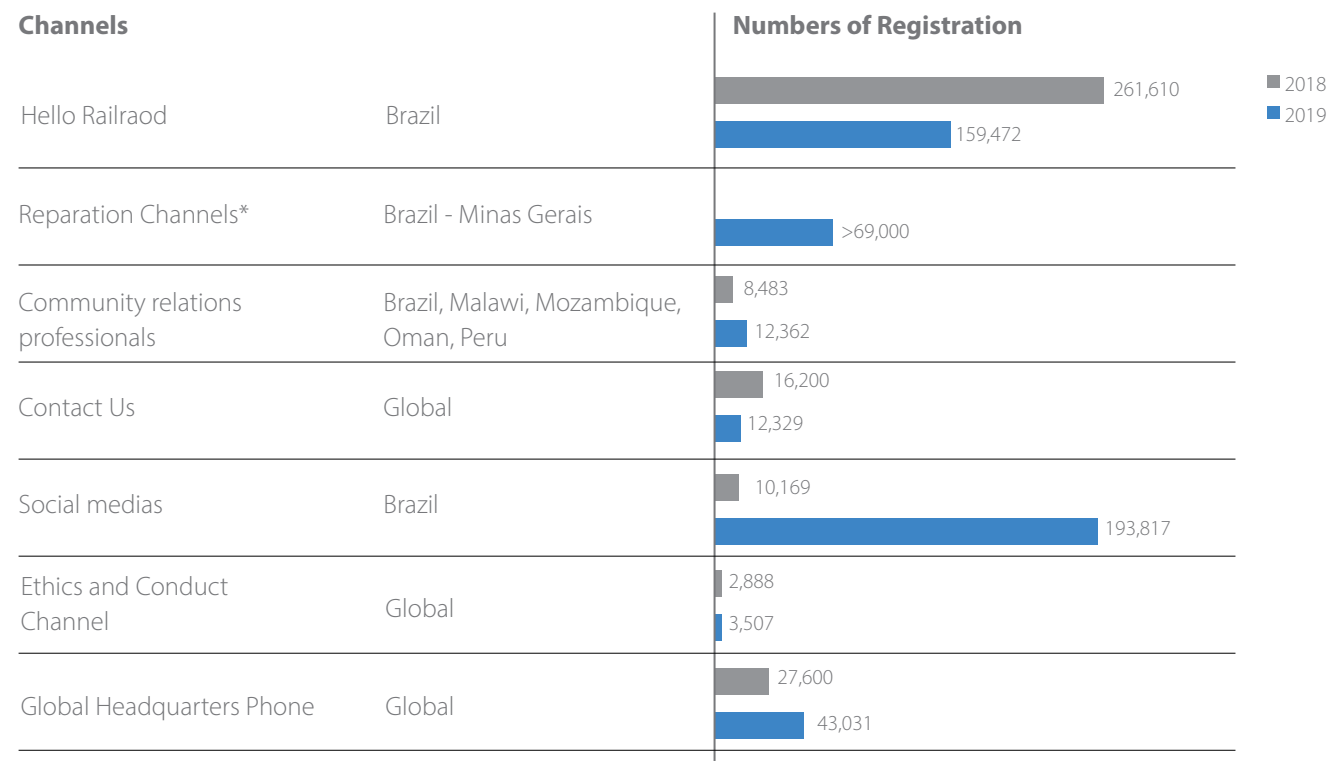 Channels
Numbers of Registration
2018
2019
Hello Railraod
Brazil
261,610
159,472
Reparation Channels*
Brazil - Minas Gerais
>69,000
Community relations
professionals
Brazil, Malawi, Mozambique,
Oman, Peru
8,483
12,362
Contact Us
Global
16,200
12,329
Social medias
Brazil
10,169
193,817
Ethics and Conduct
Channel
Global
2,888
3,507
Global Headquarters Phone
Global
27,600
43,031